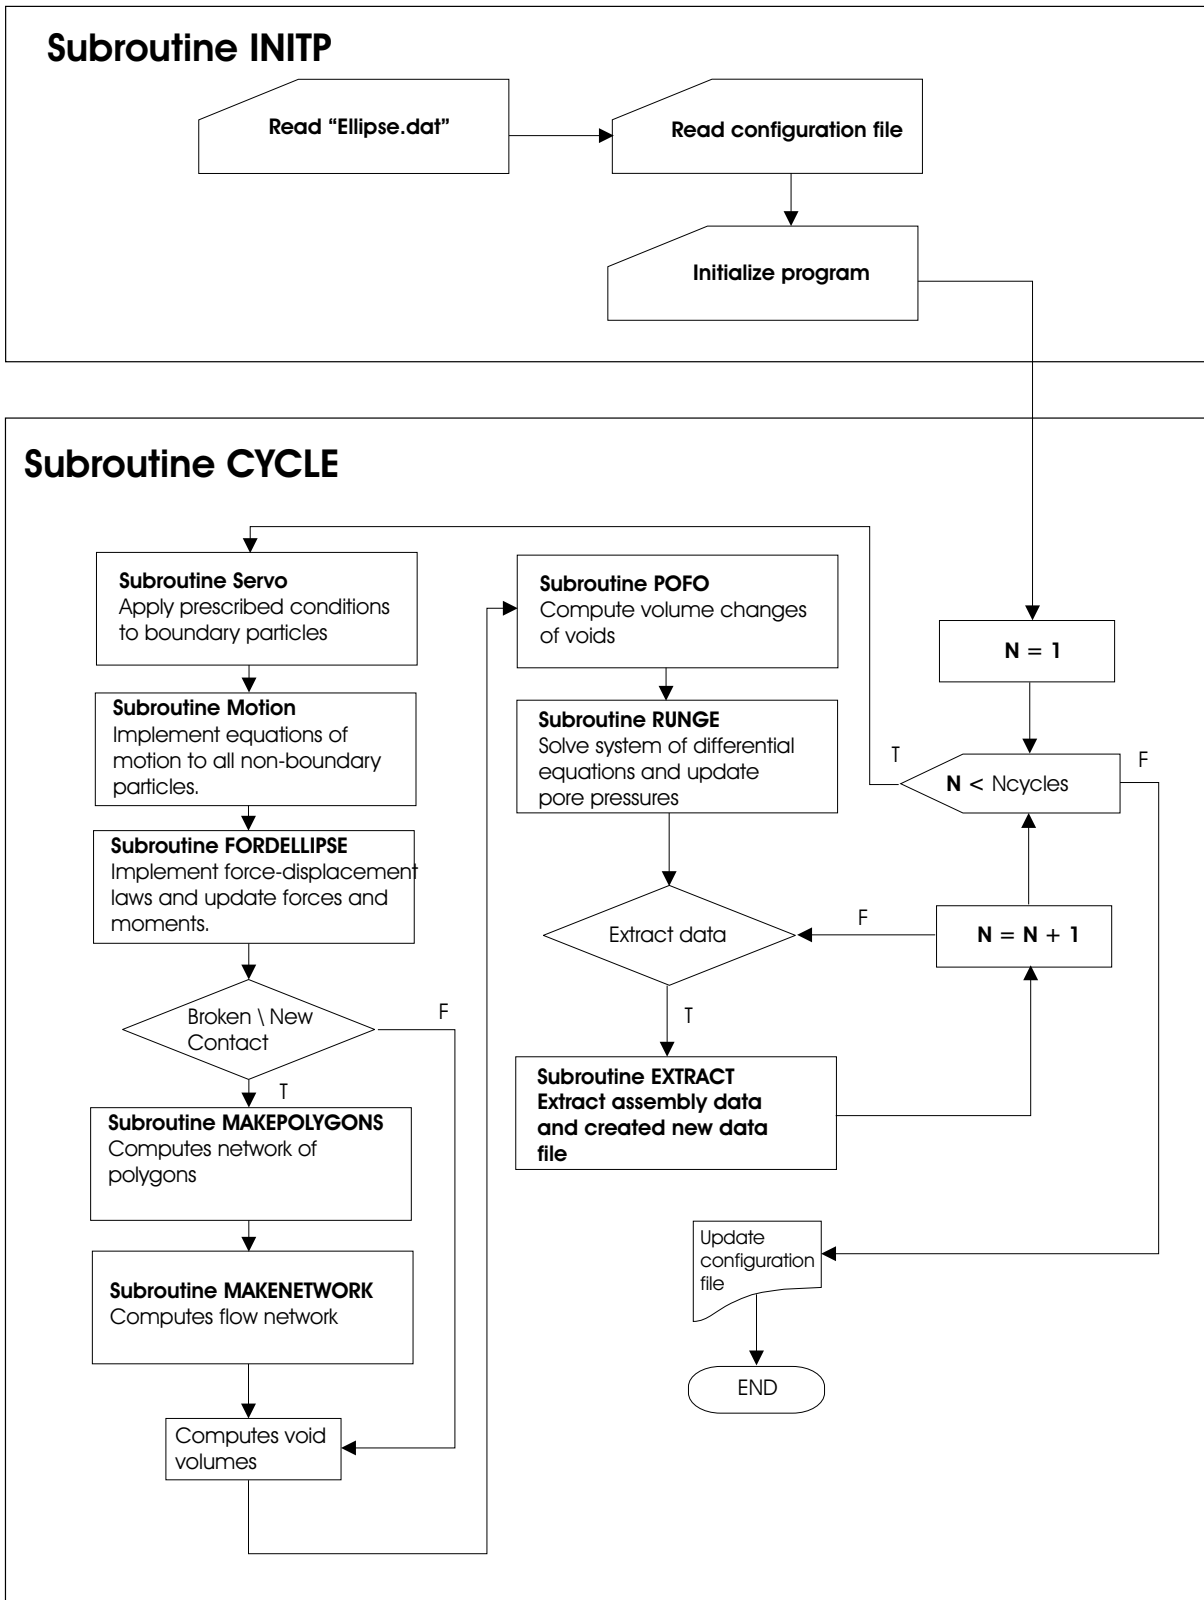 Subroutine INITP
Read “Ellipse.dat”
Read configuration file
Initialize program
Subroutine CYCLE
Subroutine Servo
Apply prescribed conditions
to boundary particles
Subroutine Motion
Implement equations of
motion to all non-boundary
particles.
Subroutine FORDELLIPSE
Implement force-displacement
laws and update forces and
moments.
Broken \ New
Contact
F
T
Subroutine MAKEPOLYGONS
Computes network of
polygons
Subroutine MAKENETWORK
Computes flow network
Computes void
volumes
Subroutine POFO
Compute volume changes
of voids
Subroutine RUNGE
Solve system of differential
equations and update
pore pressures
Extract data
F
T
Subroutine EXTRACT
Extract assembly data
and created new data
file
N = 1
T
N < Ncycles
F
N = N + 1
Update
configuration
file
END